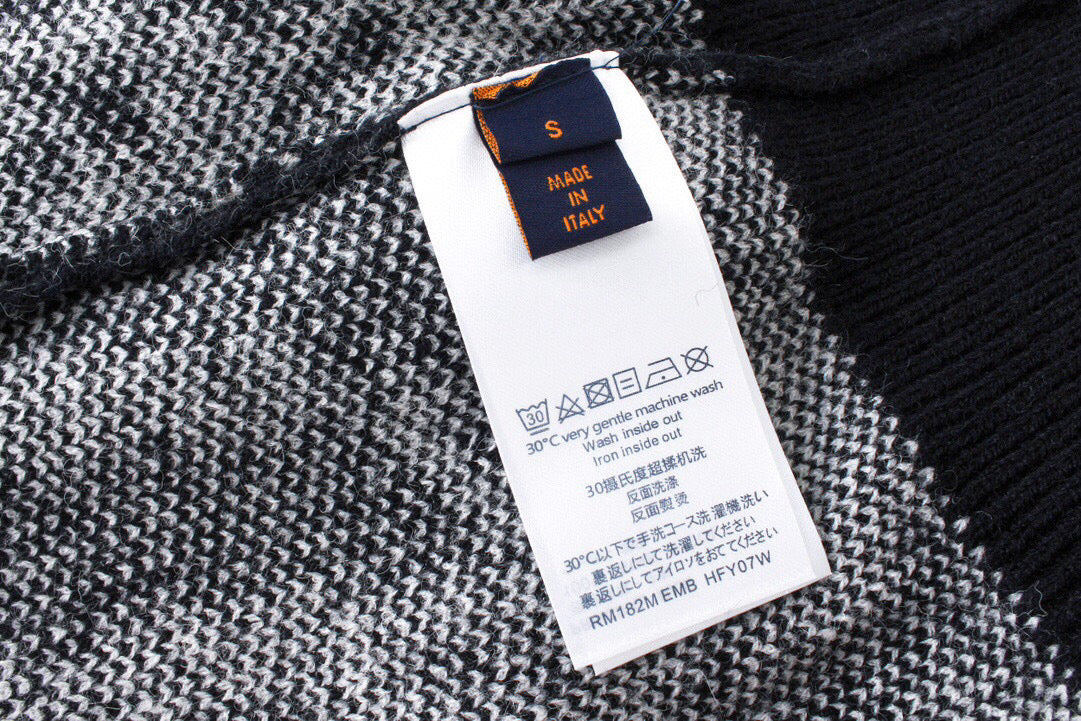 S
MADE
IN
ITALY
30
30°C very gentle machine wash
Wash inside out
Iron inside out
30摄氏度超揉机洗
反面洗涤
反面熨烫
30°C以下で手洗コース洗濯機洗い
裏返しにして洗濯してください
裏返しにしてアイロンをおてください
RM182M EMB HFY07W